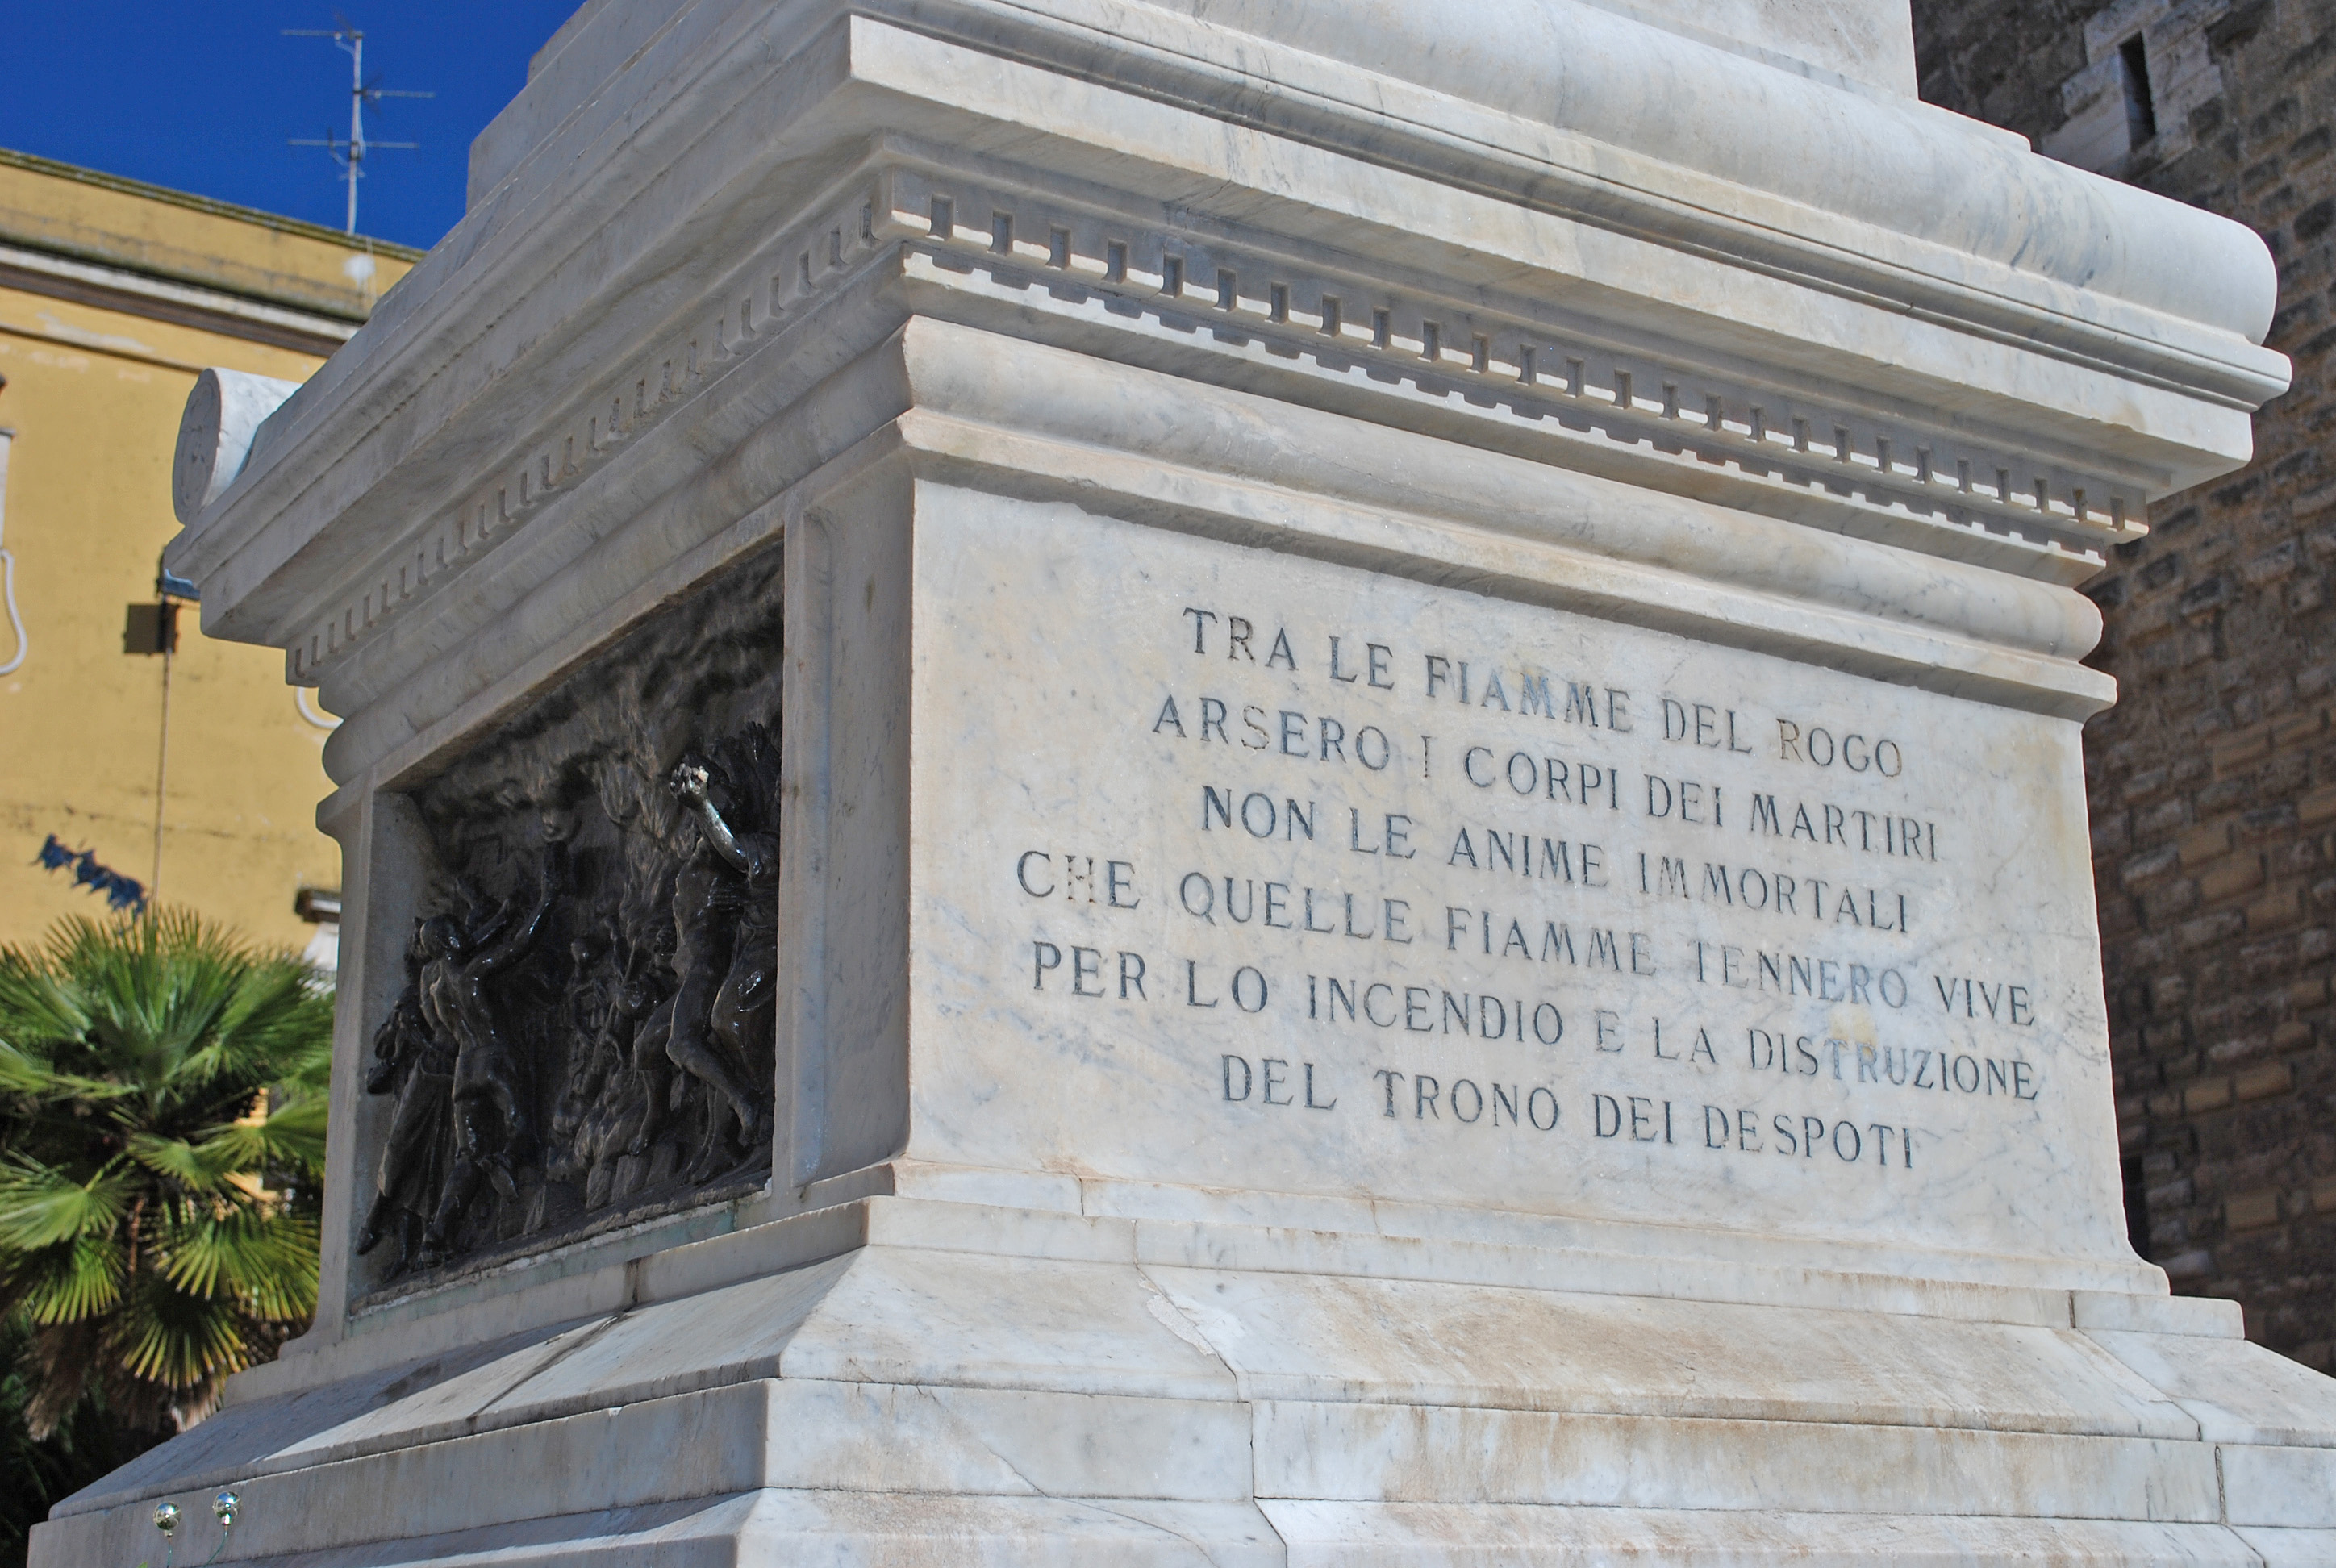 TRA LE FIAMME DEL ROGO
ARSERO I CORPI DEI MARTIRI
NON LE ANIME IMMORTALI
CHE QUELLE FIAMME TENNERO VIVE
PER LO INCENDIO E LA DISTRUZIONE
DEL TRONO DEI DESPOTI